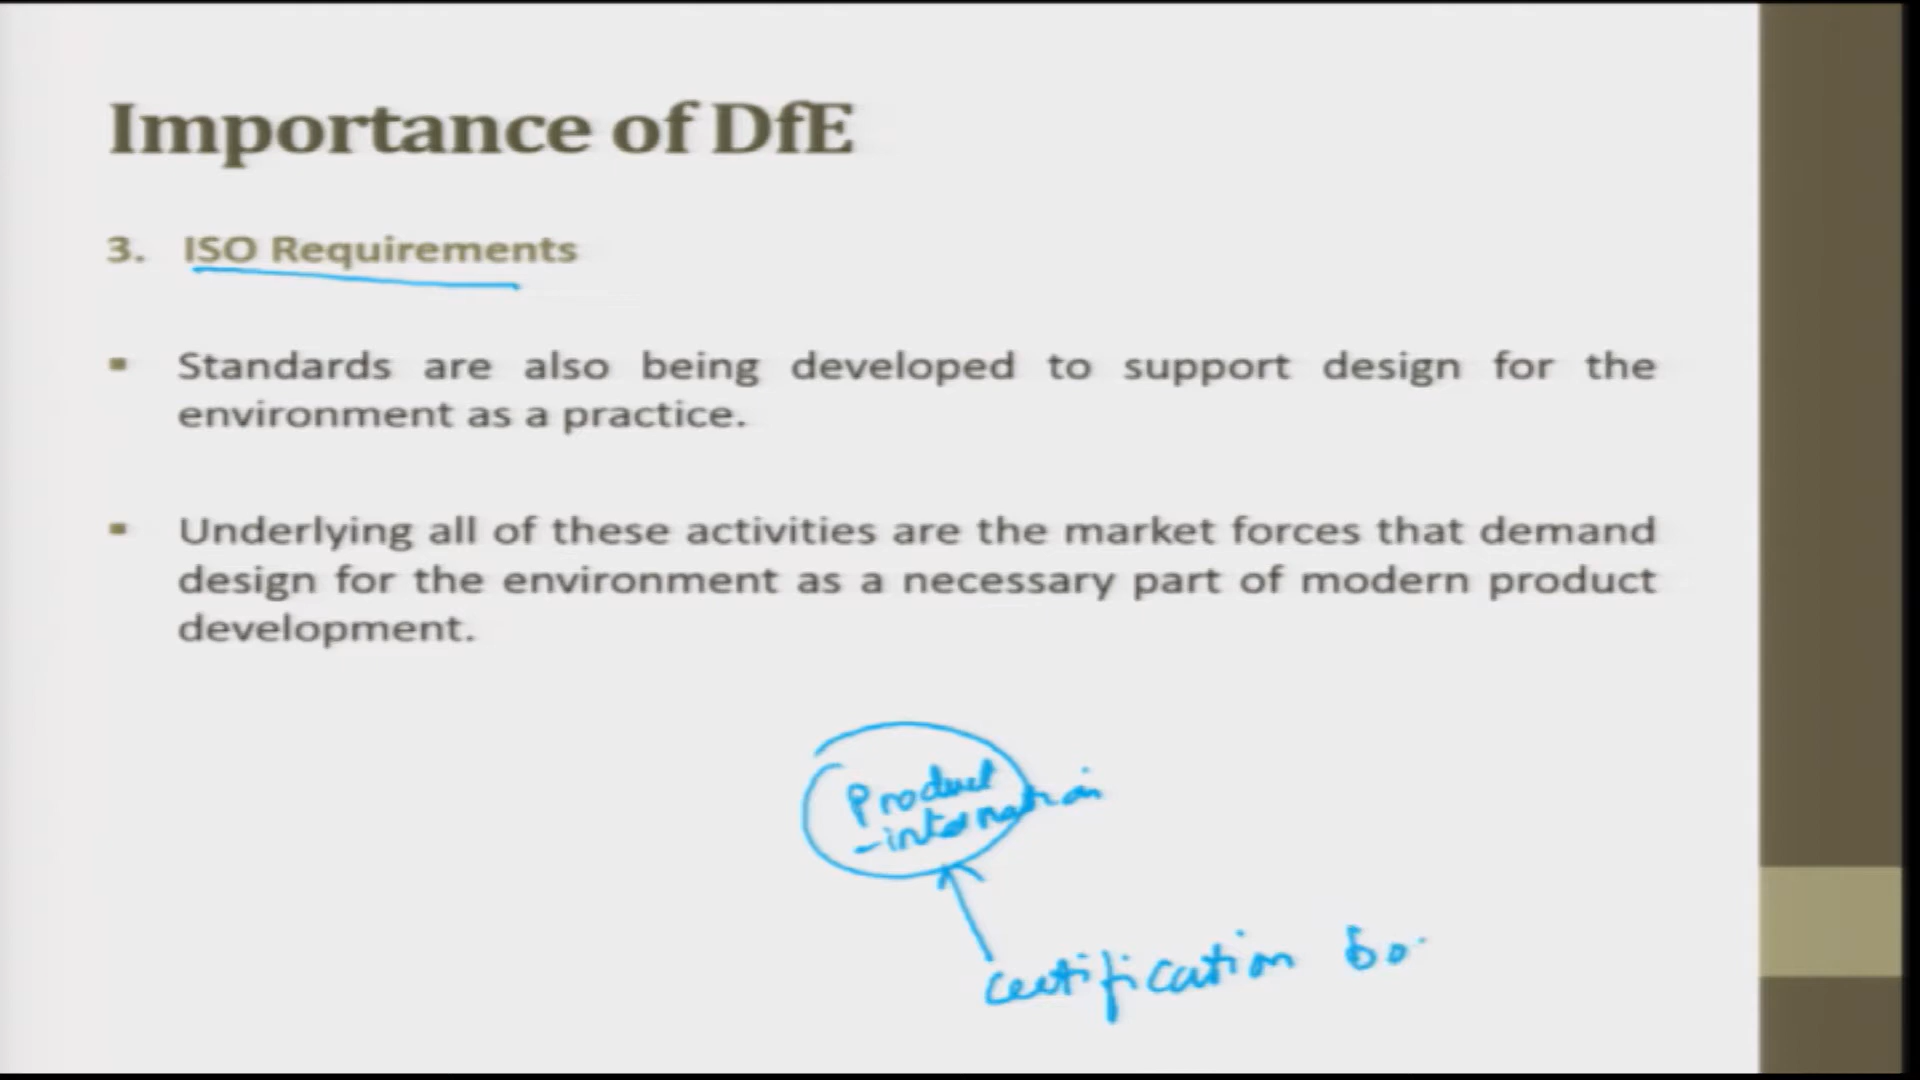 Importance of DfE
3. ISO Requirements
▪ Standards are also being developed to support design for the
environment as a practice.
▪ Underlying all of these activities are the market forces that demand
design for the environment as a necessary part of modern product
development.
Product
-internation
certification bo